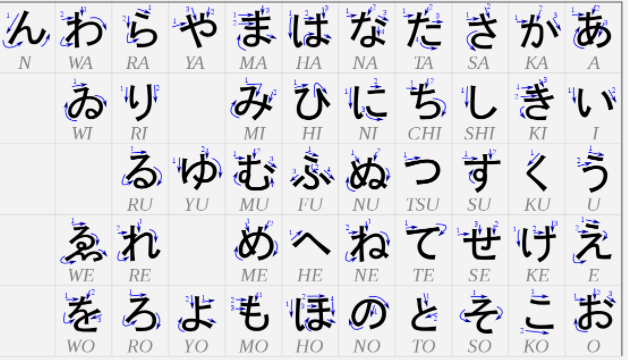 ん わ ら や ま は な た さ か あ
N WA RA YA MA HA NA TA SA KA A
ゐ り み ひ に ち し き い
WI RI MI HI NI CHI SHI KI I
る ゆ む ふ ぬ つ す く う
RU YU MU FU NU TSU SU KU U
ゑ れ め へ ね て せ け え
WE RE ME HE NE TE SE KE E
を ろ よ も ほ の と そ こ お
WO RO YO MO HO NO TO SO KO O